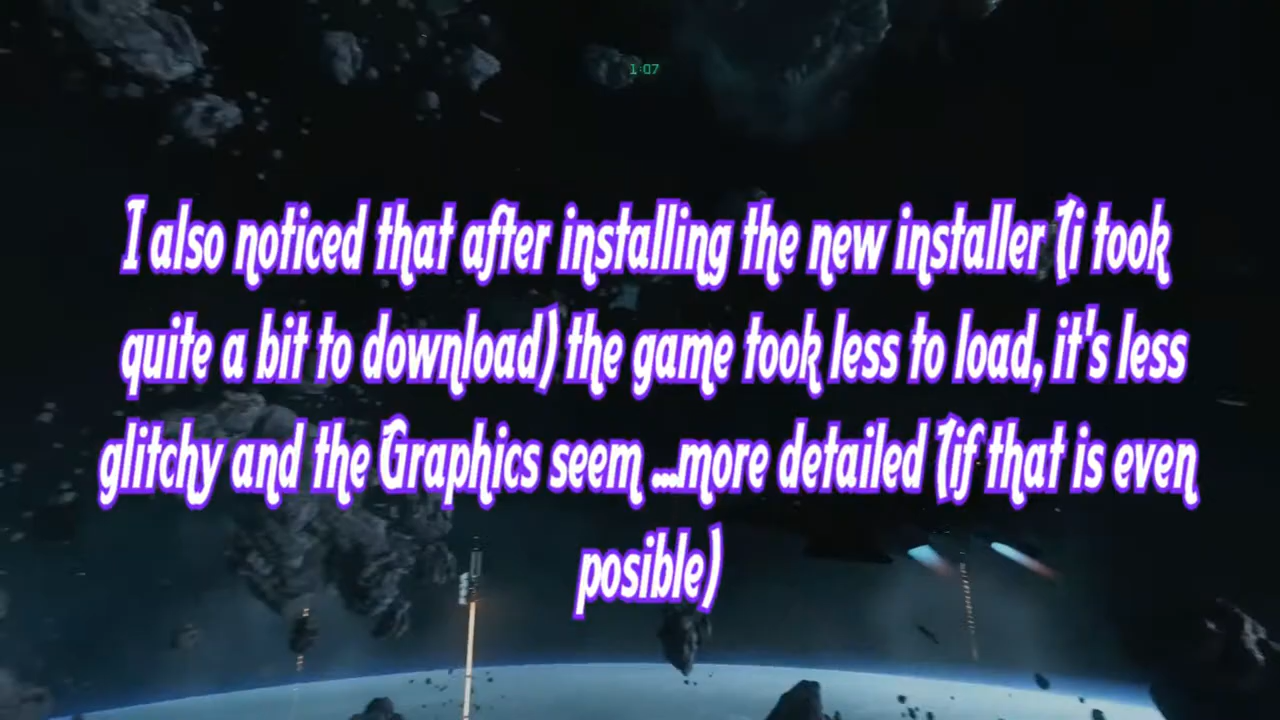 1:07
I also noticed that after installing the new installer (i took
quite a bit to download) the game took less to load, it's less
glitchy and the Graphics seem ...more detailed (if that is even
posible)